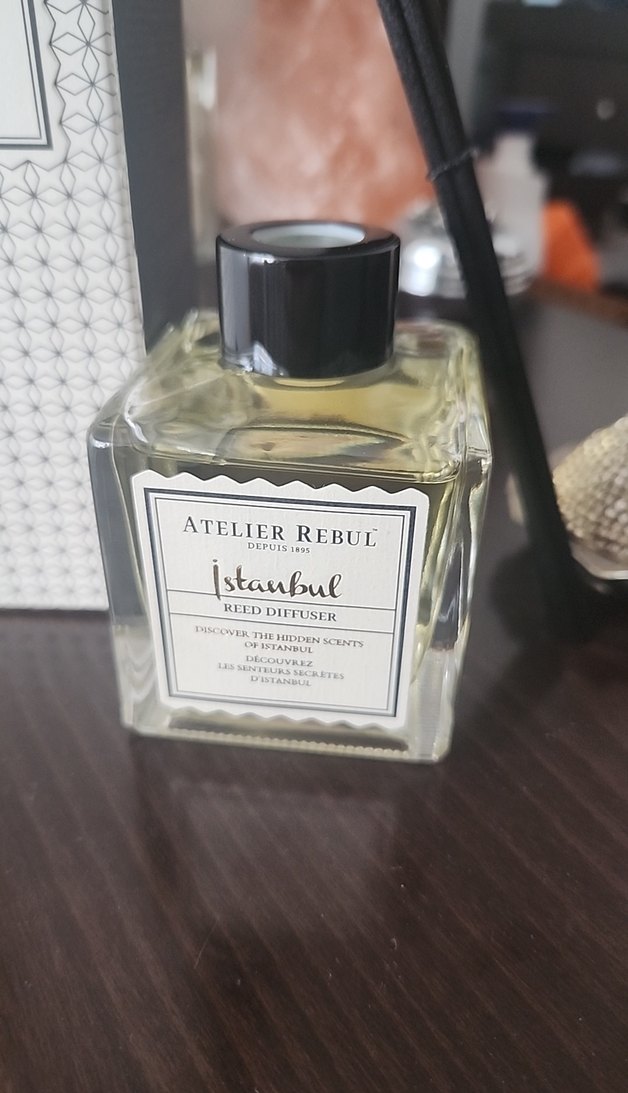 ATELIER REBUL™
DEPUIS 1895
istanbul
REED DIFFUSER
DISCOVER THE HIDDEN SCENTS
OF ISTANBUL
DÉCOUVREZ
LES SENTEURS SECRÈTES
D'ISTANBUL